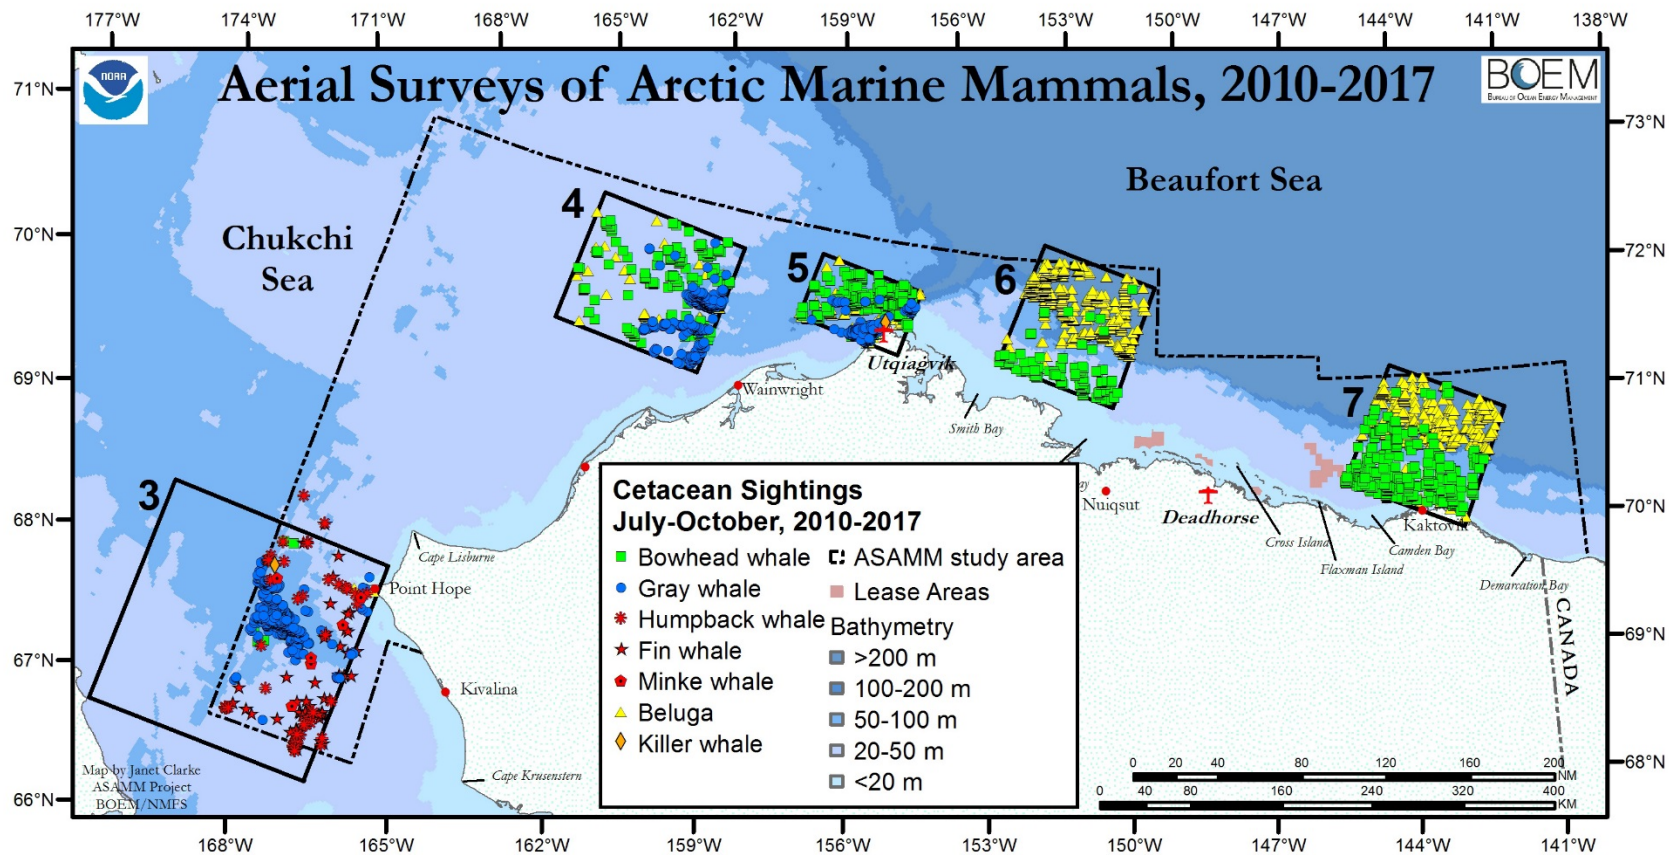 177°W 174°W 171°W 168°W 165°W 162°W 159°W 156°W 153°W 150°W 147°W 144°W 141°W 138°W
NOAA
Aerial Surveys of Arctic Marine Mammals, 2010-2017
BOEM
BUREAU OF OCEAN ENERGY MANAGEMENT
71°N
73°N
Beaufort Sea
4
Chukchi
Sea
70°N
72°N
5
6
Utqiagvik
69°N
71°N
Wainwright
7
Smith Bay
3
Cetacean Sightings
July-October, 2010-2017
Bowhead whale
Gray whale
Humpback whale
Fin whale
Minke whale
Beluga
Killer whale
ASAMM study area
Lease Areas
Bathymetry
>200 m
100-200 m
50-100 m
20-50 m
<20 m
Nuiqsut
Deadhorse
68°N
70°N
Kaktovi
Cape Lisburne
Cross Island
Camden Bay
Flaxman Island
Point Hope
Demarcation Bay
CANADA
67°N
69°N
Kivalina
Map by Janet Clarke
ASAMM Project
BOEM/NMFS
Cape Krusenstern
66°N
68°N
0 20 40 80 120 160 200
NM
0 40 80 160 240 320 400
KM
168°W 165°W 162°W 159°W 156°W 153°W 150°W 147°W 144°W 141°W